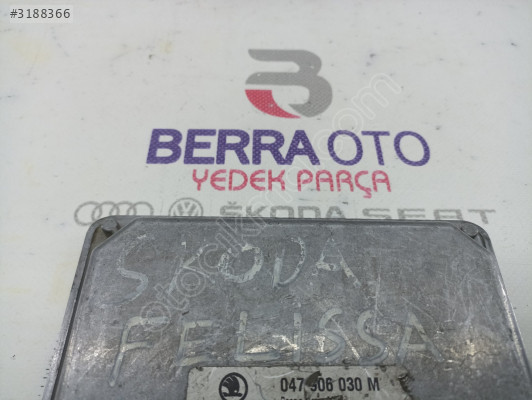 #3188366
BERRA OTO
YEDEK PARÇA
ŠKODA SEAT
SKODA
FELISSA
047 906 030 M